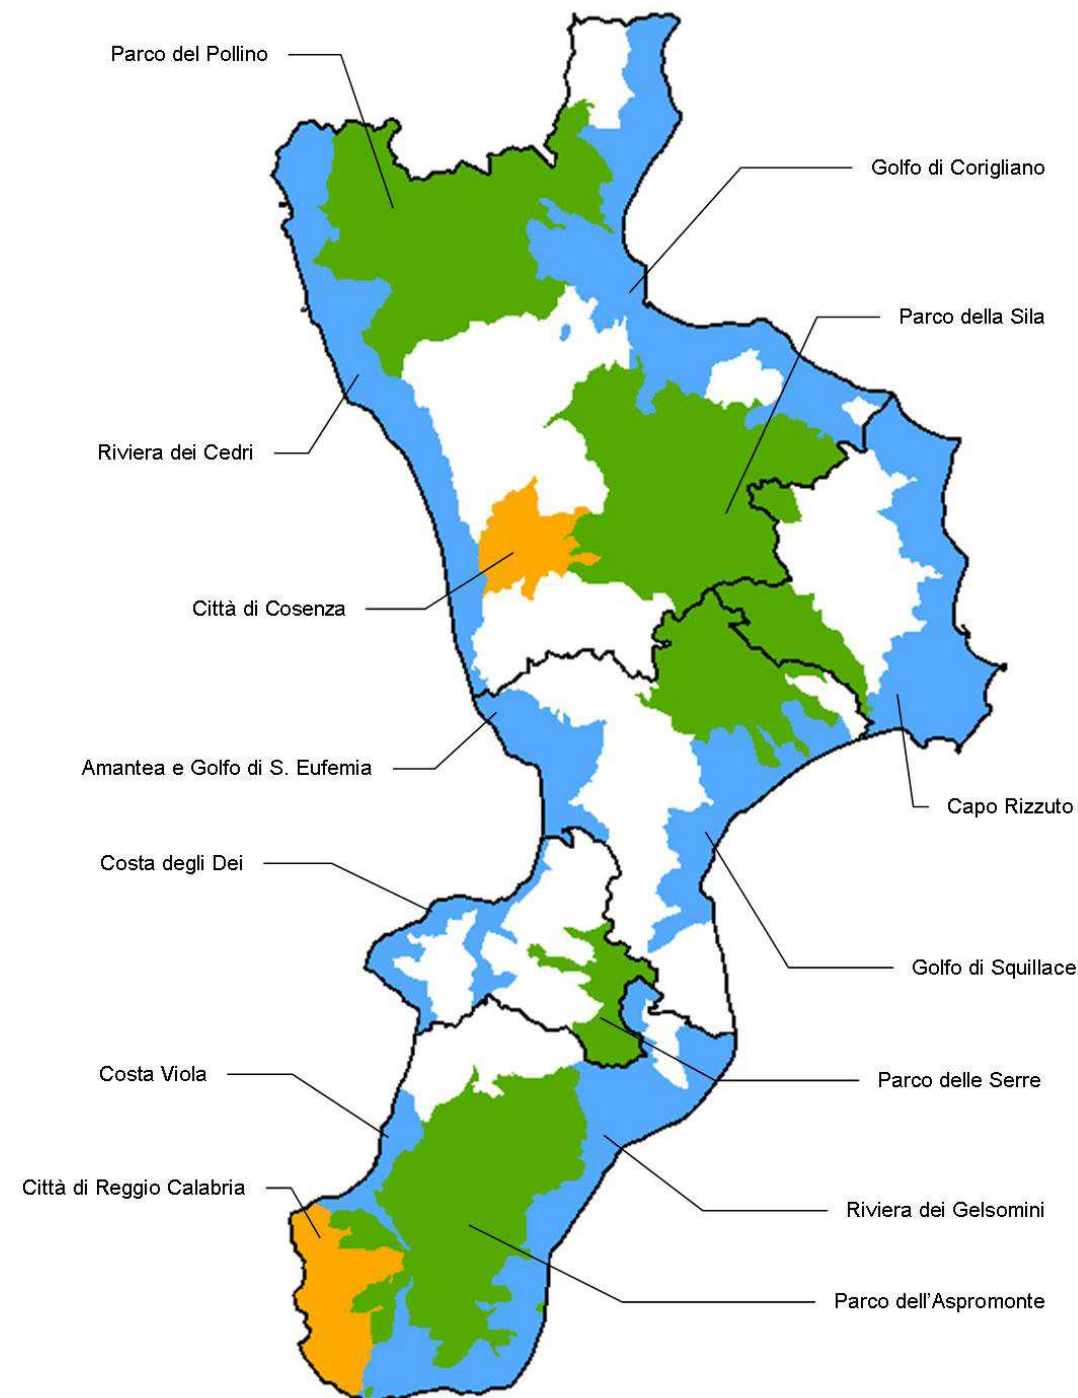 Parco del Pollino
Golfo di Corigliano
Parco della Sila
Riviera dei Cedri
Città di Cosenza
Amantea e Golfo di S. Eufemia
Capo Rizzuto
Costa degli Dei
Golfo di Squillace
Costa Viola
Parco delle Serre
Città di Reggio Calabria
Riviera dei Gelsomini
Parco dell'Aspromonte